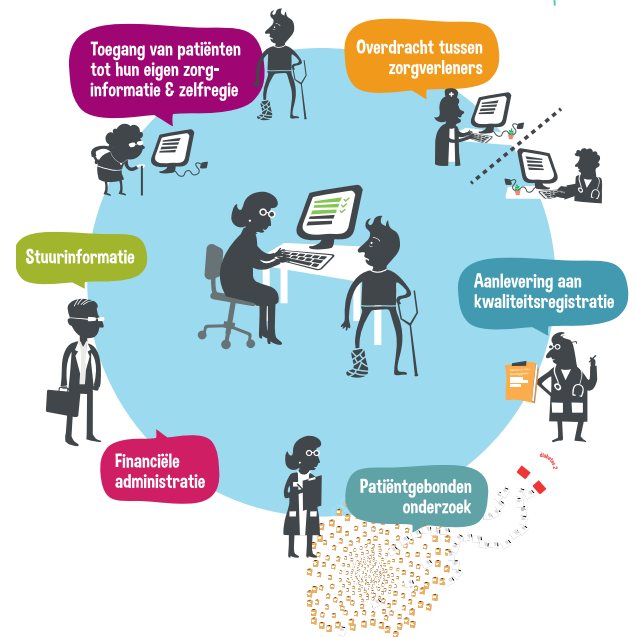 Toegang van patiënten
tot hun eigen zorg-
informatie & zelfregie
Overdracht tussen
zorgverleners
Stuurinformatie
Aanlevering aan
kwaliteitsregistratie
Financiële
administratie
Patiëntgebonden
onderzoek